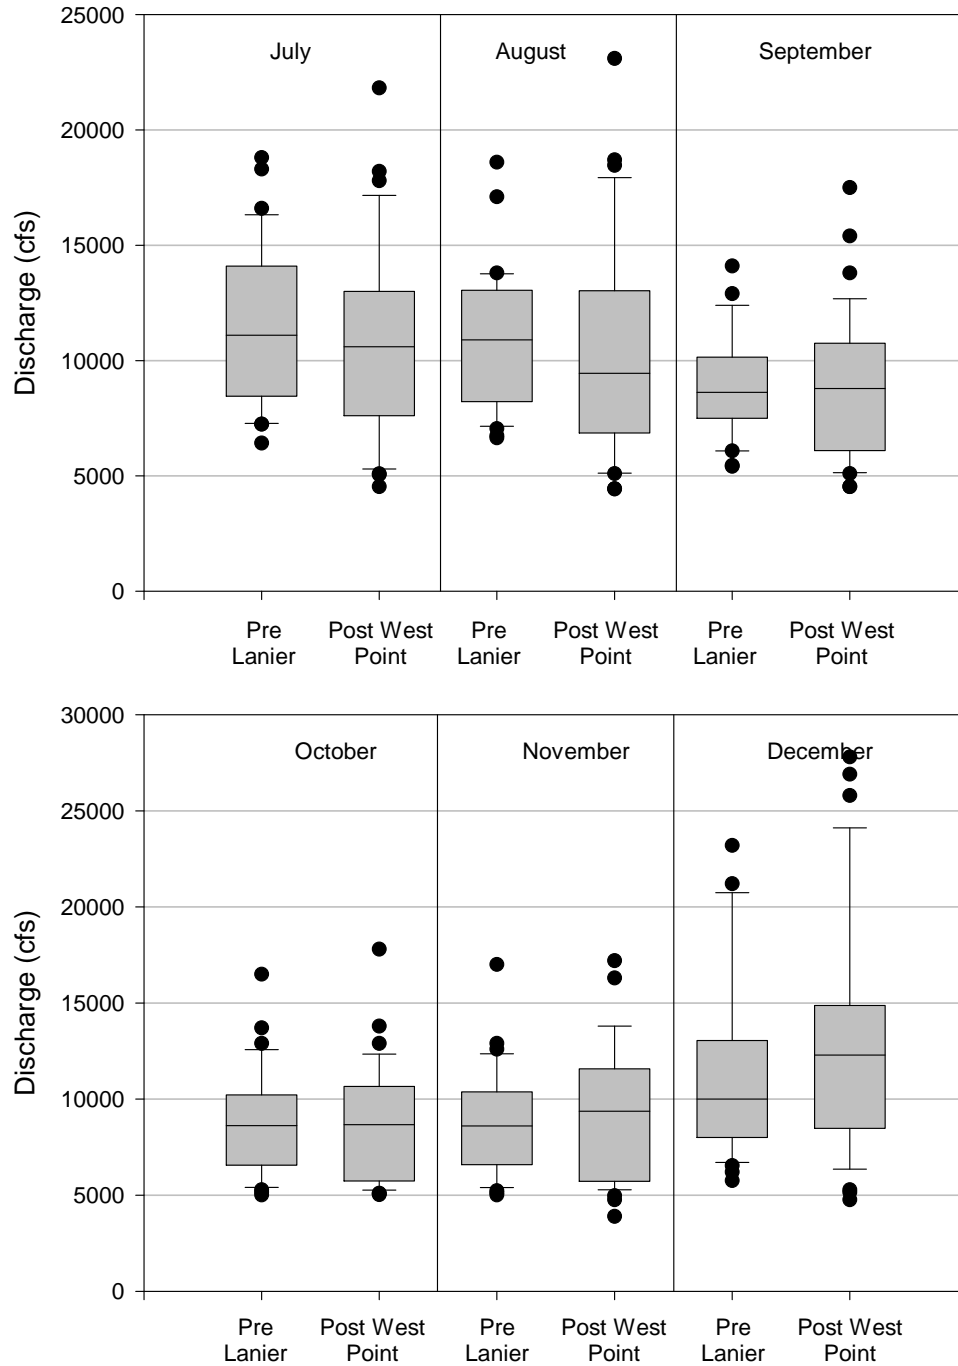 25000
July
August
September
20000
15000
Discharge (cfs)
10000
5000
0
Pre
Lanier
Post West
Point
Pre
Lanier
Post West
Point
Pre
Lanier
Post West
Point
30000
October
November
December
25000
20000
Discharge (cfs)
15000
10000
5000
0
Pre
Lanier
Post West
Point
Pre
Lanier
Post West
Point
Pre
Lanier
Post West
Point